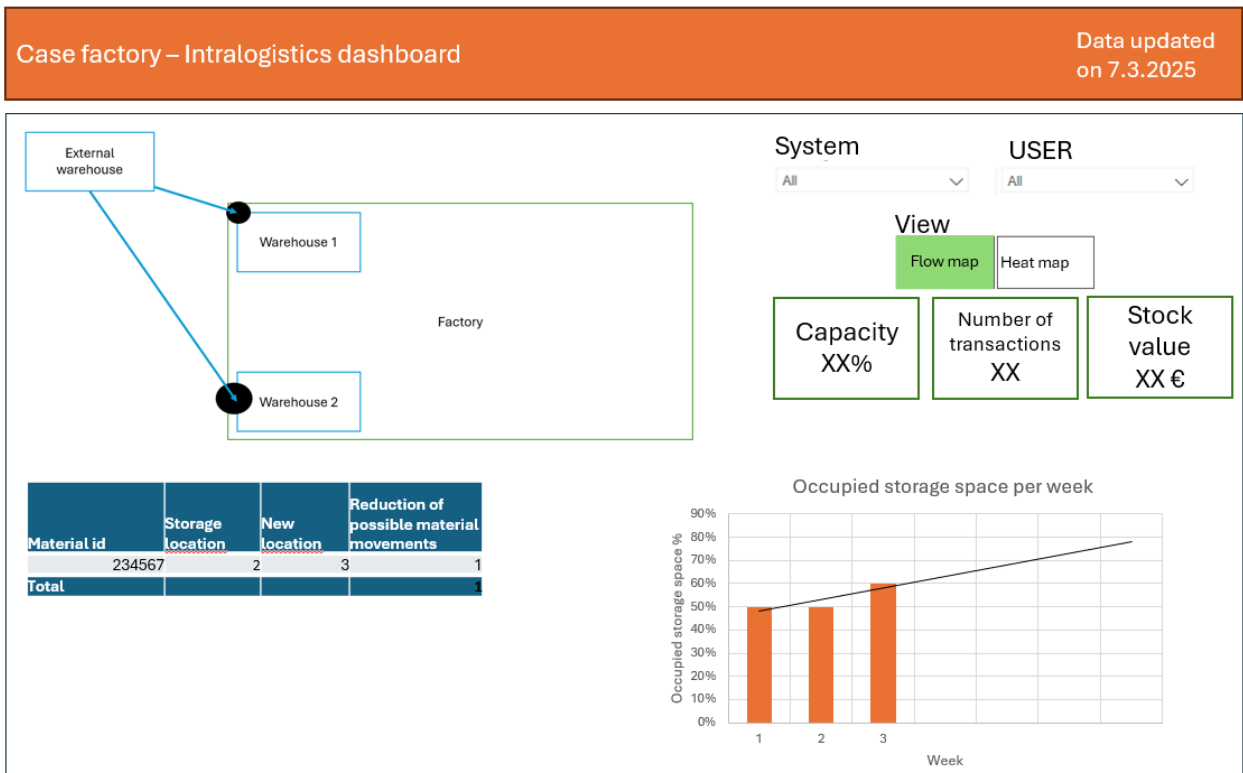 Case factory – Intralogistics dashboard
Data updated
on 7.3.2025
External
warehouse
Warehouse 1
Factory
Warehouse 2
System
All
USER
All
View
Flow map
Heat map
Capacity
XX%
Number of
transactions
XX
Stock
value
XX €
Material id
Storage
location
New
location
Reduction of
possible material
movements
234567
2
3
1
Total
1
Occupied storage space per week
Occupied storage space %
90%
80%
70%
60%
50%
40%
30%
20%
10%
0%
1
2
3
Week